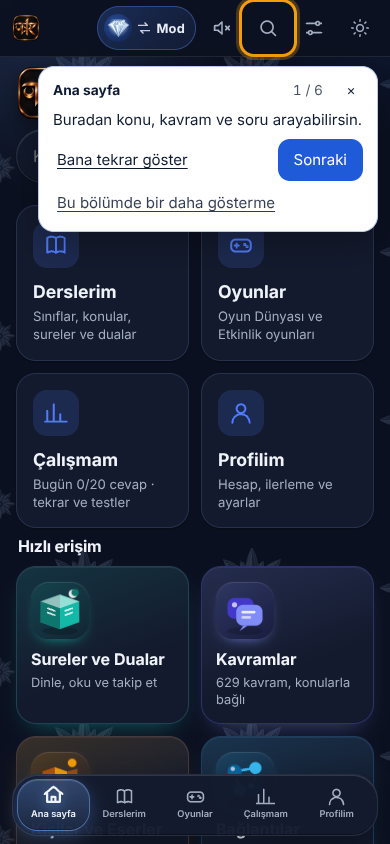 Mod
Ana sayfa
1 / 6
×
Buradan konu, kavram ve soru arayabilirsin.
Bana tekrar göster
Sonraki
Bu bölümde bir daha gösterme
Derslerim
Sınıflar, konular,
sureler ve dualar
Oyunlar
Oyun Dünyası ve
Etkinlik oyunları
Çalışmam
Bugün 0/20 cevap ·
tekrar ve testler
Profilim
Hesap, ilerleme ve
ayarlar
Hızlı erişim
Sureler ve Dualar
Dinle, oku ve takip et
Kavramlar
629 kavram, konularla
bağlı
Ana sayfa
Derslerim
Oyunlar
Çalışmam
Profilim